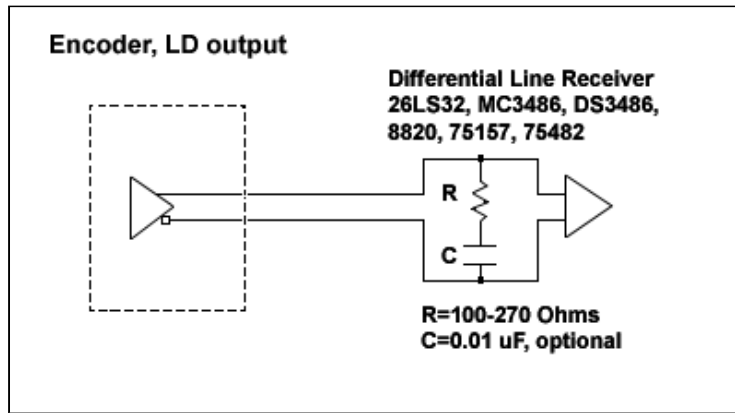 Encoder, LD output
Differential Line Receiver
26LS32, MC3486, DS3486,
8820, 75157, 75482
R
C
R=100-270 Ohms
C=0.01 uF, optional